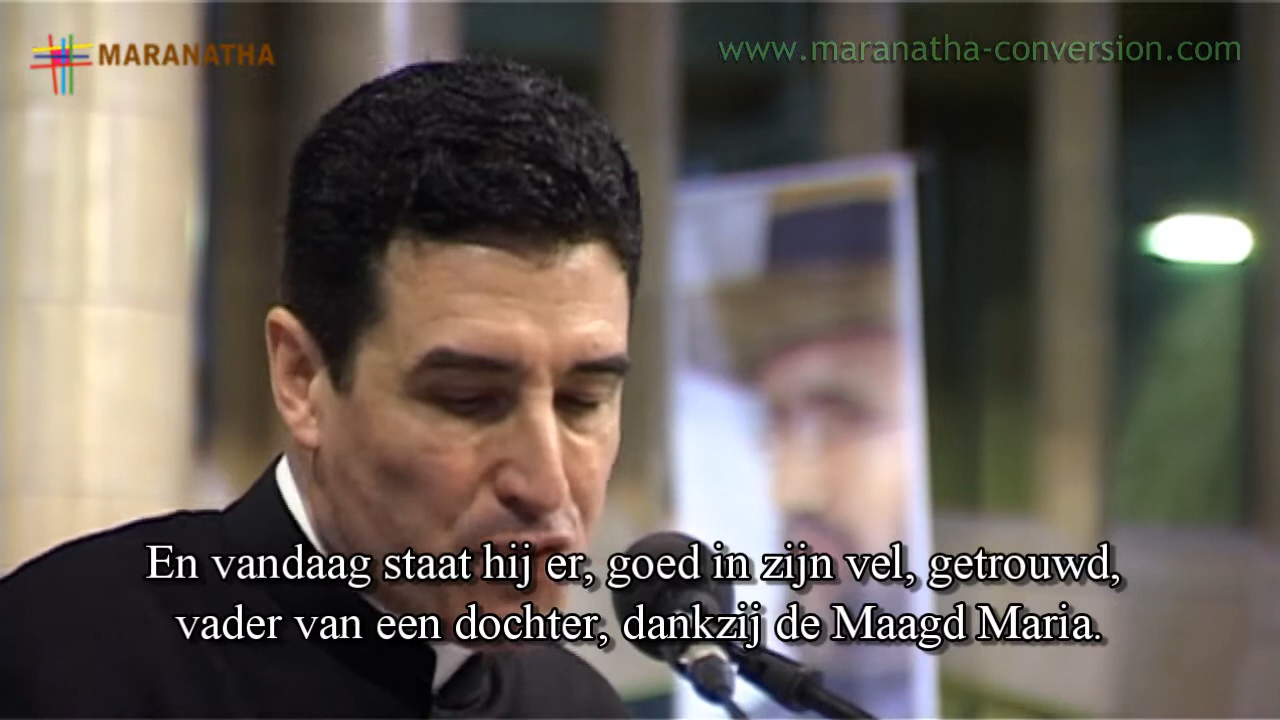 MARANATHA
www.maranatha-conversion.com
En vandaag staat hij er, goed in zijn vel, getrouwd,
vader van een dochter, dankzij de Maagd Maria.